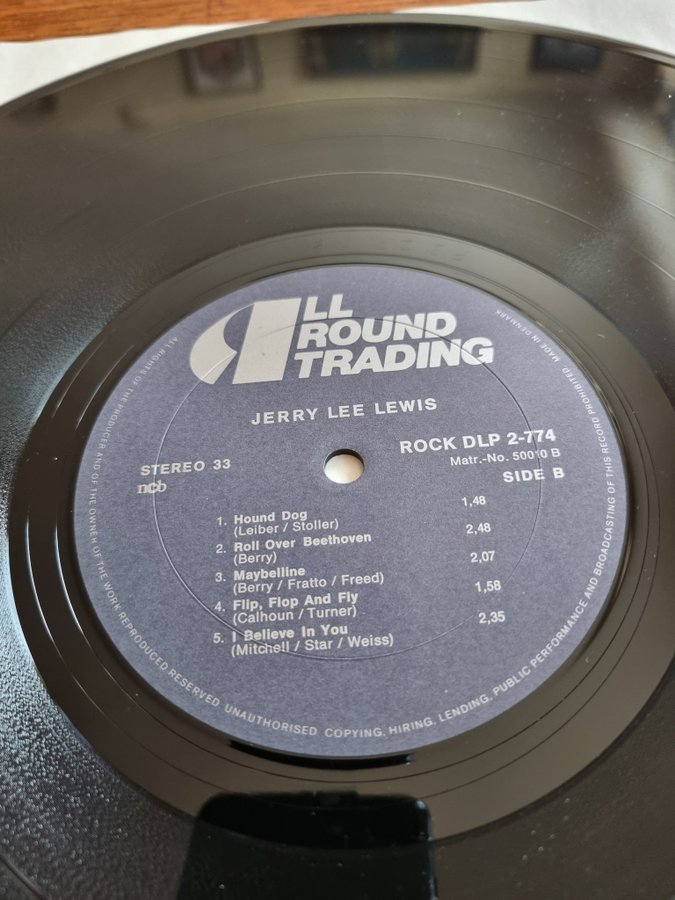 ALL
ROUND
TRADING
JERRY LEE LEWIS
STEREO 33
ncb
ROCK DLP 2-774
Matr.-No. 50010 B
SIDE B
1. Hound Dog 1,48
(Leiber / Stoller)
2. Roll Over Beethoven 2,48
(Berry)
3. Maybelline 2,07
(Berry / Fratto / Freed)
4. Flip, Flop And Fly 1,58
(Calhoun / Turner)
5. I Believe In You 2,35
(Mitchell / Star / Weiss)
ALL RIGHTS OF THE PRODUCER AND OF THE OWNER OF THE WORK REPRODUCED RESERVED UNAUTHORISED COPYING, HIRING, LENDING, PUBLIC PERFORMANCE AND BROADCASTING OF THIS RECORD PROHIBITED MADE IN DENMARK